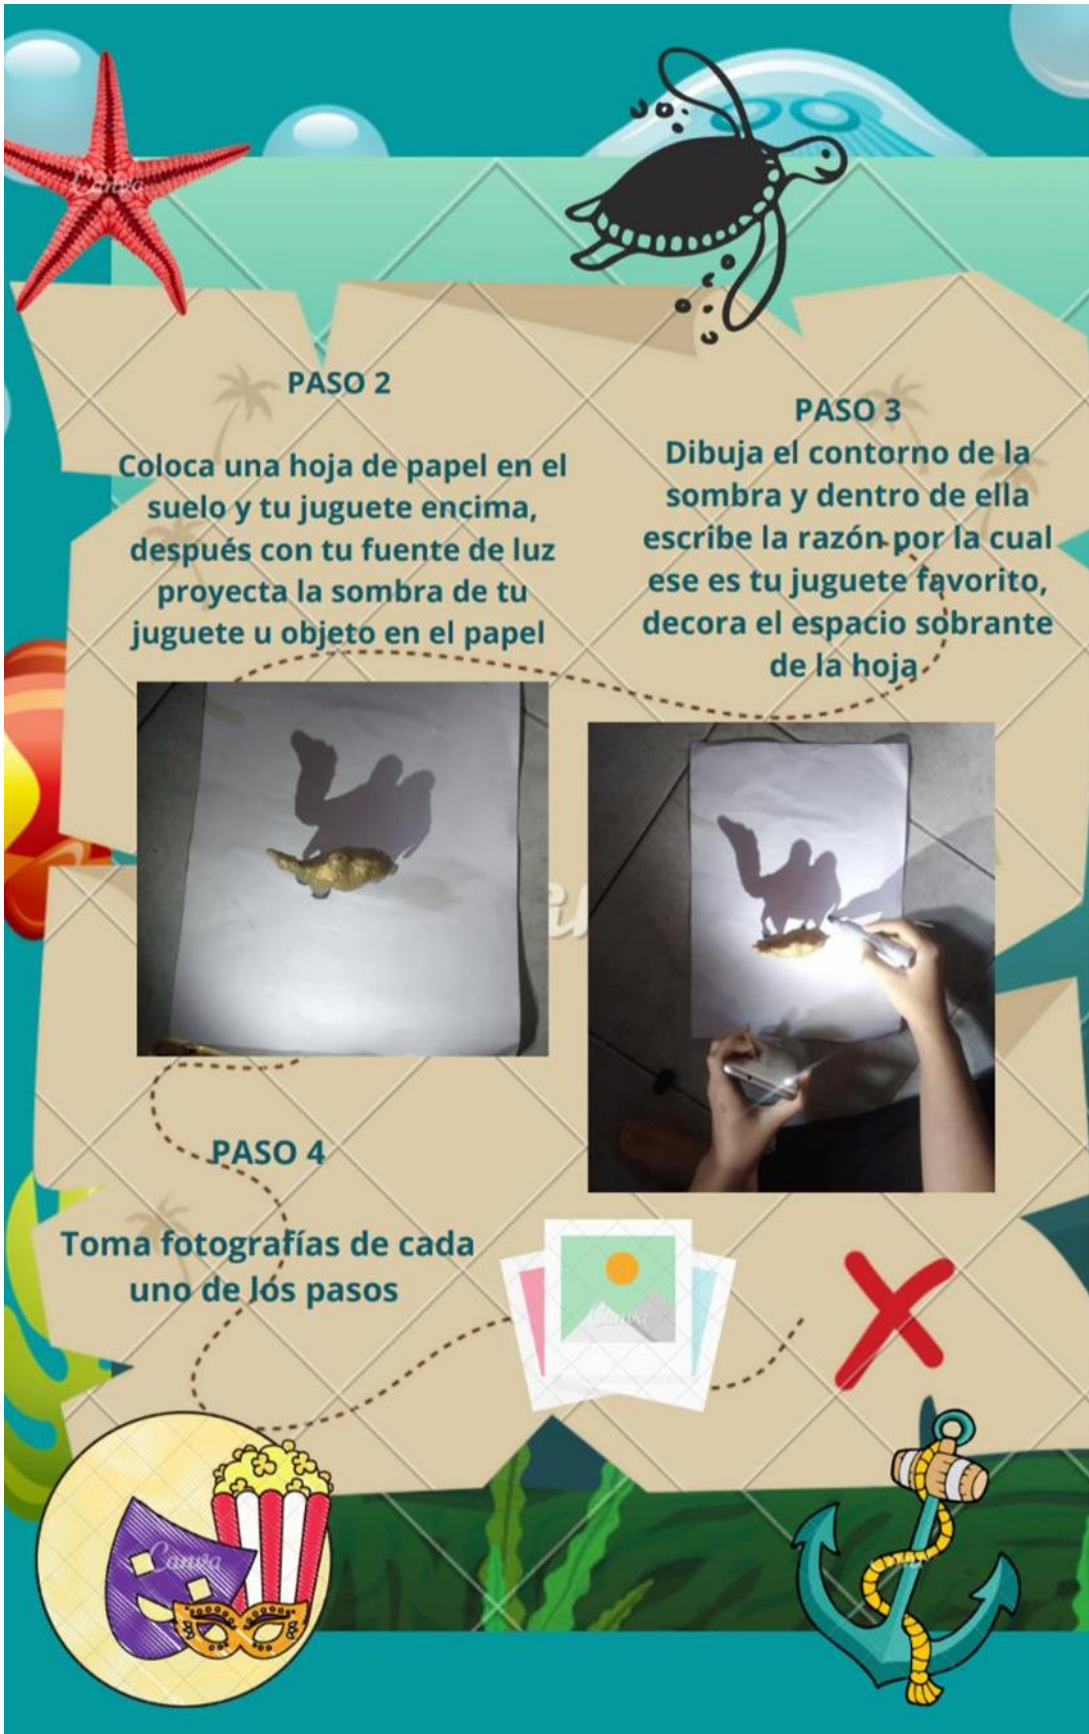 PASO 2
Coloca una hoja de papel en el
suelo y tu juguete encima,
después con tu fuente de luz
proyecta la sombra de tu
juguete u objeto en el papel
PASO 3
Dibuja el contorno de la
sombra y dentro de ella
escribe la razón por la cual
ese es tu juguete favorito,
decora el espacio sobrante
de la hoja
PASO 4
Toma fotografías de cada
uno de los pasos
Canva
Canva
Canva